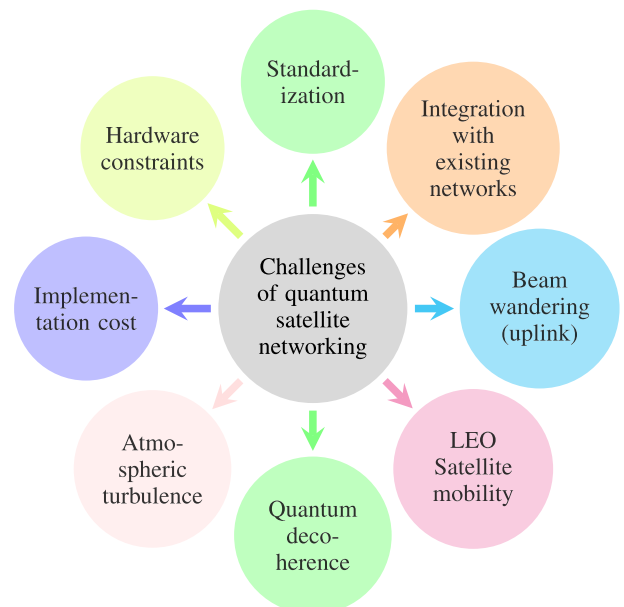 Standard-
ization
Integration
with
existing
networks
Hardware
constraints
Challenges
of quantum
satellite
networking
Beam
wandering
(uplink)
Implemen-
tation cost
LEO
Satellite
mobility
Atmo-
spheric
turbulence
Quantum
deco-
herence